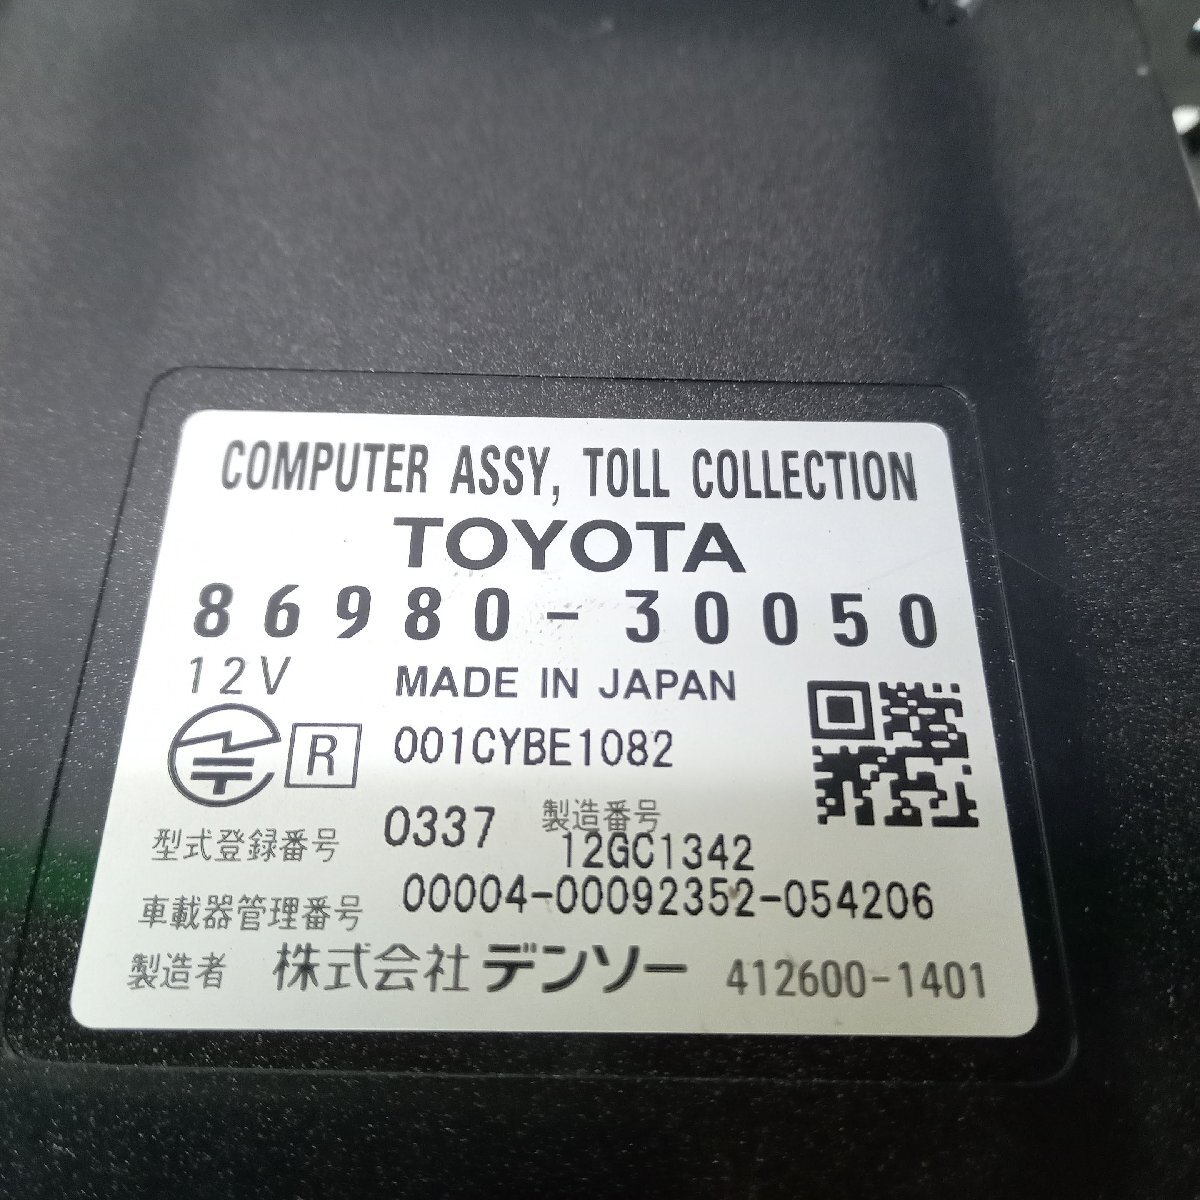 COMPUTER ASSY, TOLL COLLECTION
TOYOTA
86980-30050
12V MADE IN JAPAN
R 001CYBE1082
型式登録番号 0337 製造番号 12GC1342
車載器管理番号 00004-00092352-054206
製造者 株式会社 デンソー 412600-1401